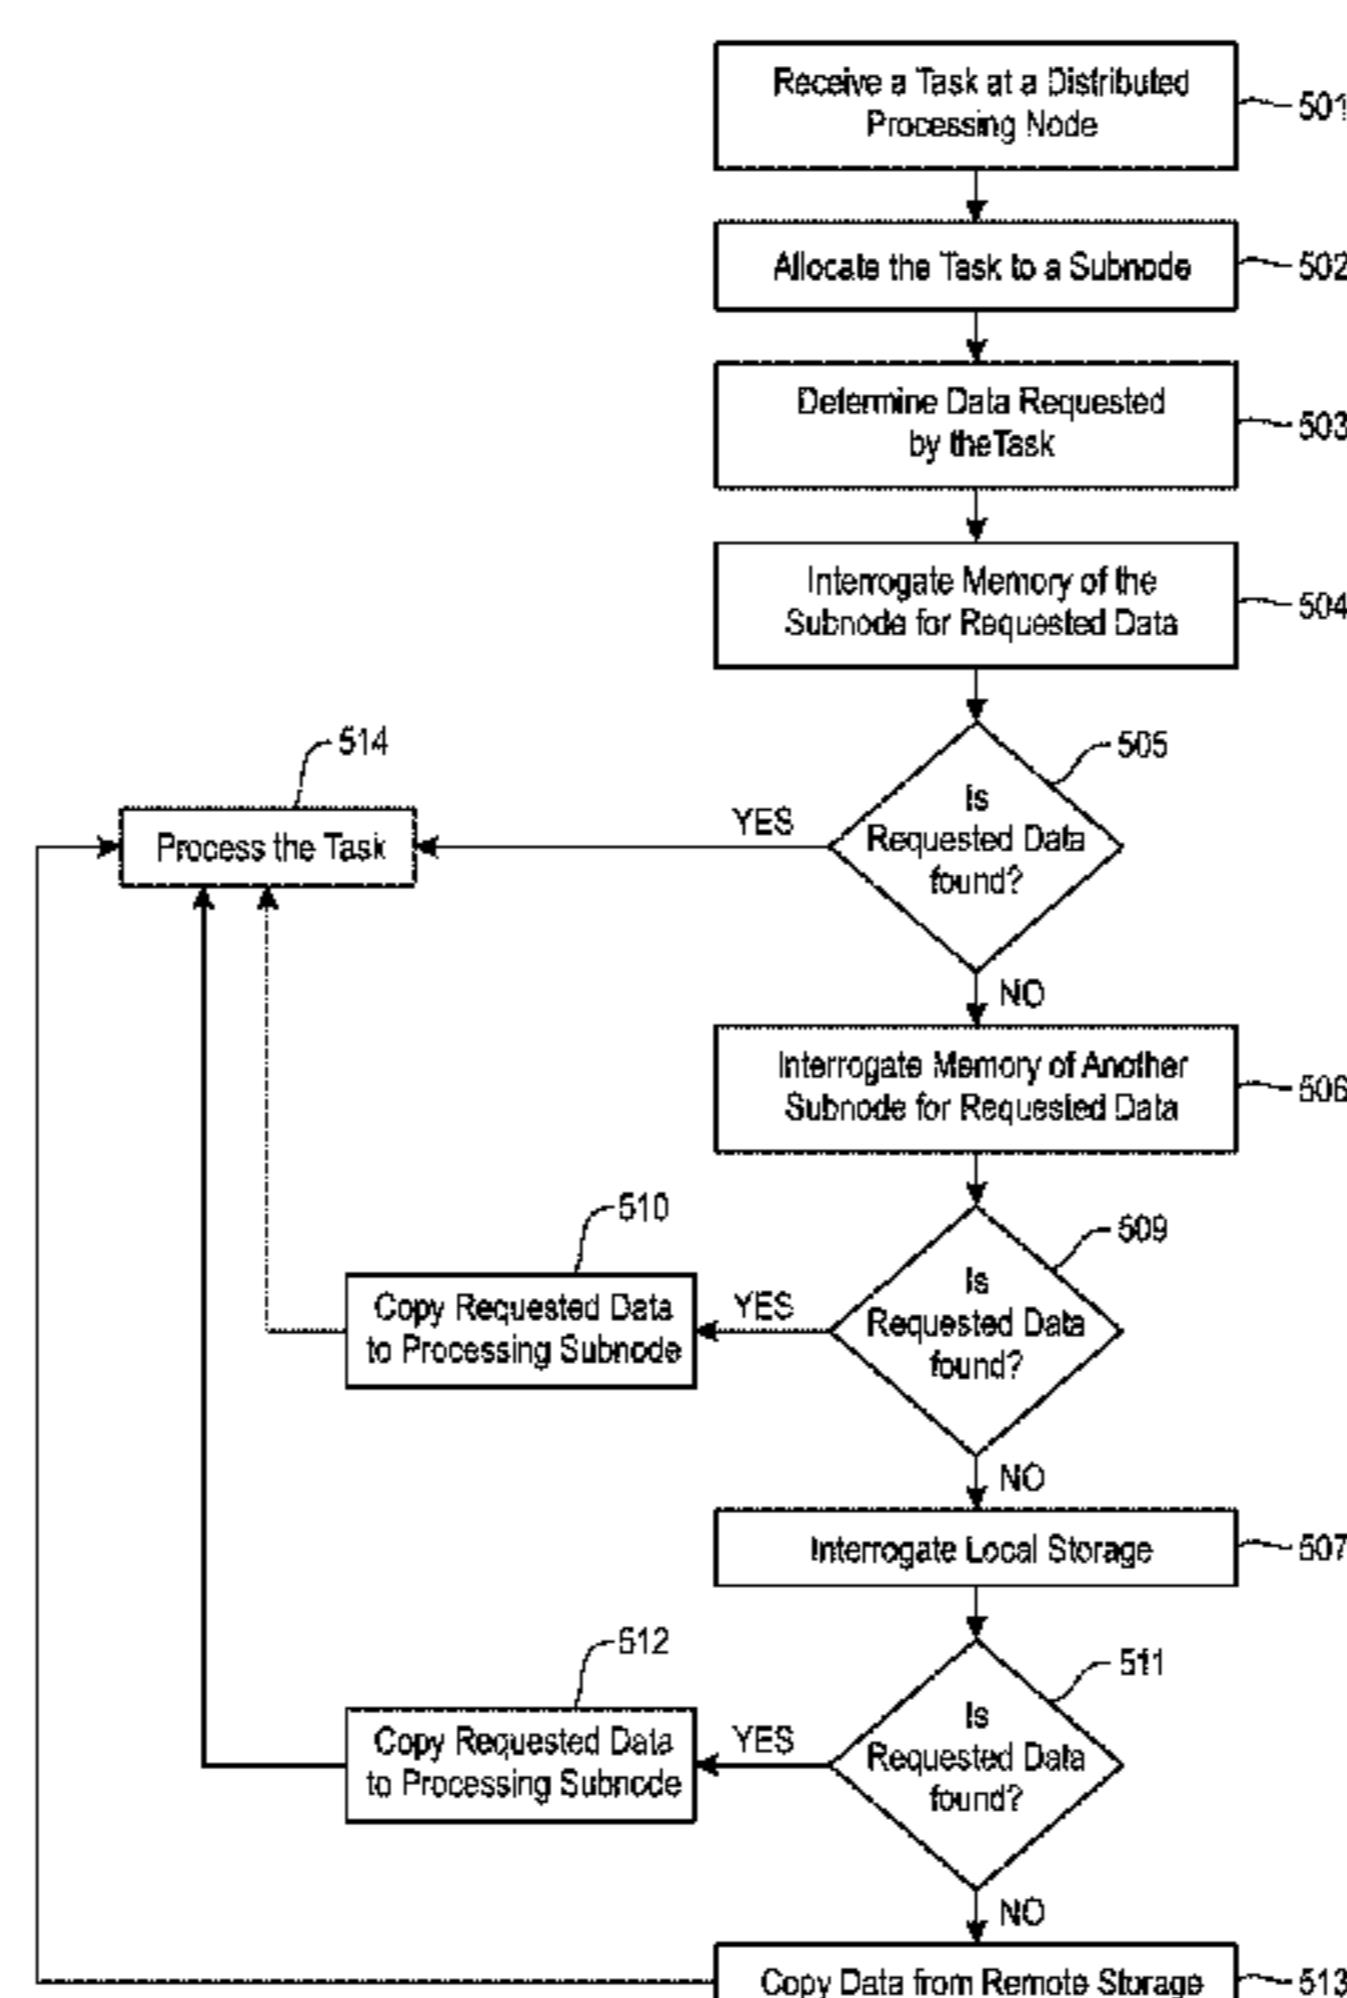 Receive a Task at a Distributed
Processing Node
501
Allocate the Task to a Subnode
502
Determine Data Requested
by theTask
503
Interrogate Memory of the
Subnode for Requested Data
504
514
505
Process the Task
YES
Is
Requested Data
found?
NO
Interrogate Memory of Another
Subnode for Requested Data
506
510
509
Copy Requested Data
to Processing Subnode
YES
Is
Requested Data
found?
NO
Interrogate Local Storage
507
512
511
Copy Requested Data
to Processing Subnode
YES
Is
Requested Data
found?
NO
Copy Data from Remote Storage
513